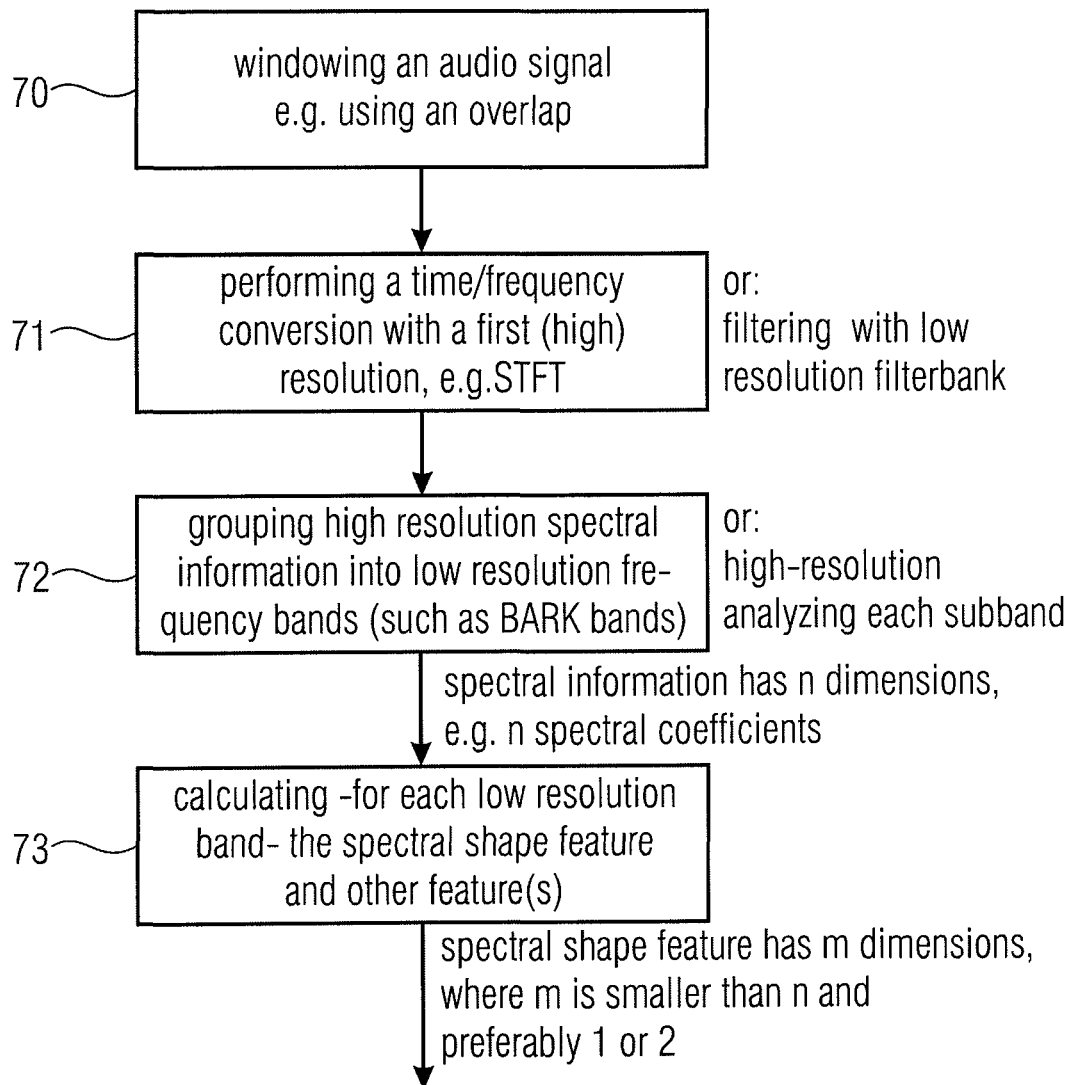 70
windowing an audio signal
e.g. using an overlap
71
performing a time/frequency
conversion with a first (high)
resolution, e.g.STFT
or:
filtering with low
resolution filterbank
72
grouping high resolution spectral
information into low resolution fre-
quency bands (such as BARK bands)
or:
high-resolution
analyzing each subband
spectral information has n dimensions,
e.g. n spectral coefficients
73
calculating -for each low resolution
band- the spectral shape feature
and other feature(s)
spectral shape feature has m dimensions,
where m is smaller than n and
preferably 1 or 2